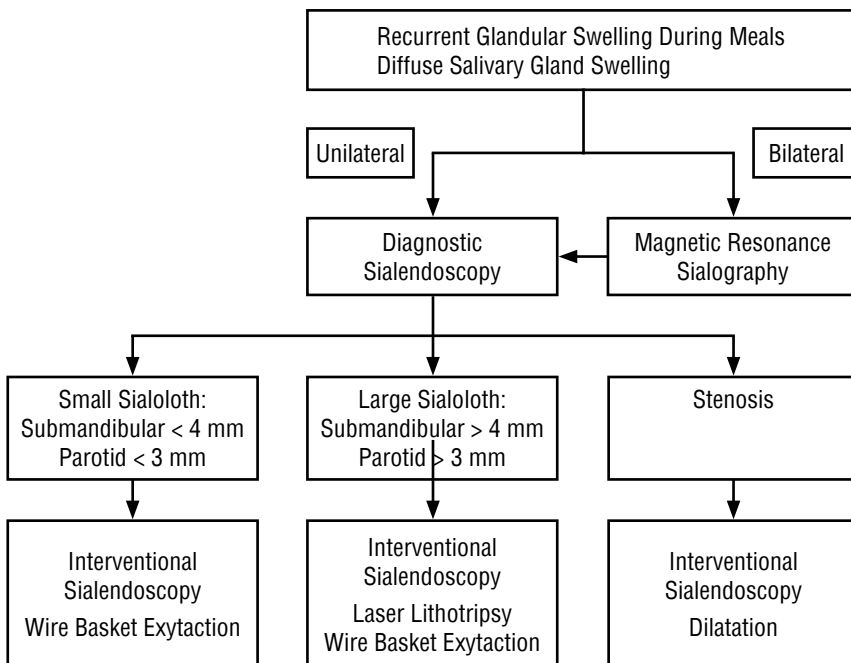 Recurrent Glandular Swelling During Meals
Diffuse Salivary Gland Swelling
Unilateral
Bilateral
Diagnostic
Sialendoscopy
Magnetic Resonance
Sialography
Small Sialoloth:
Submandibular < 4 mm
Parotid < 3 mm
Large Sialoloth:
Submandibular > 4 mm
Parotid > 3 mm
Stenosis
Interventional
Sialendoscopy
Wire Basket Exytaction
Interventional
Sialendoscopy
Laser Lithotripsy
Wire Basket Exytaction
Interventional
Sialendoscopy
Dilatation